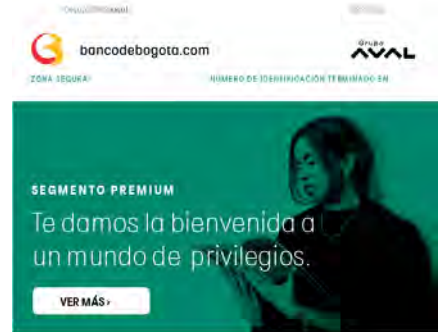 bancodebogota.com
Grupo
AVAL
ZONA SEGURA:
NÚMERO DE IDENTIFICACIÓN TERMINADO EN
SEGMENTO PREMIUM
Te damos la bienvenida a
un mundo de privilegios.
VER MÁS ›